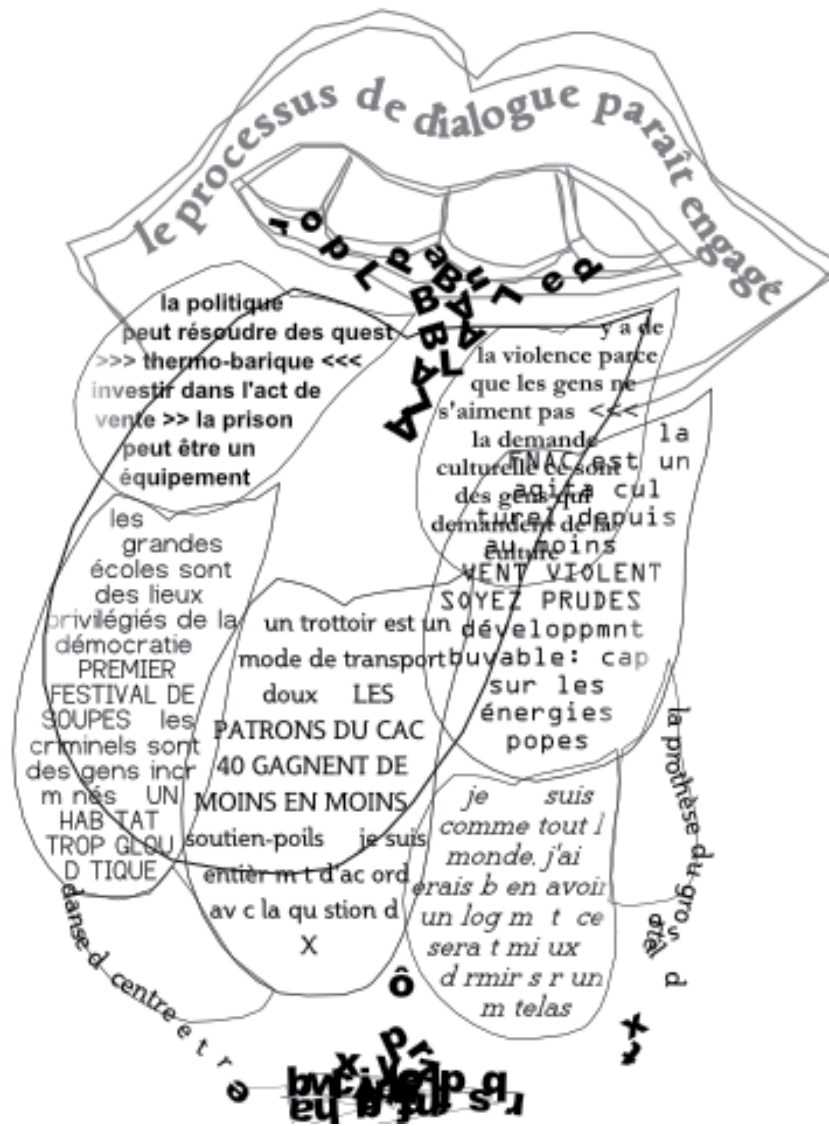 le processus de dialogue paraît engagé
la politique
peut résoudre des quest
>>> thermo-barique <<<
investir dans l'act de
vente >> la prison
peut être un
équipement
y a de
la violence parce
que les gens ne
s'aiment pas <<<
la demande
culturelle ce sont
des gens qui
demandent de la
culture
la
FNAC est un
agita cul
turel depuis
au moins
VENT VIOLENT
SOYEZ PRUDES
développmnt
buvable: cap
sur les
énergies
popes
les
grandes
écoles sont
des lieux
privilégiés de la
démocratie
PREMIER
FESTIVAL DE
SOUPES les
criminels sont
des gens incr
m nés UN
HAB TAT
TROP GLOU
D TIQUE
un trottoir est un
mode de transport
doux LES
PATRONS DU CAC
40 GAGNENT DE
MOINS EN MOINS
soutien-poils je suis
entièr m t d'ac ord
av c la qu stion d
X
je suis
comme tout l
monde, j'ai
erais b en avoir
un log m t ce
sera t mi ux
d rmir s r un
m telas
la prothèse du gros
danse d centre e t r e
ô